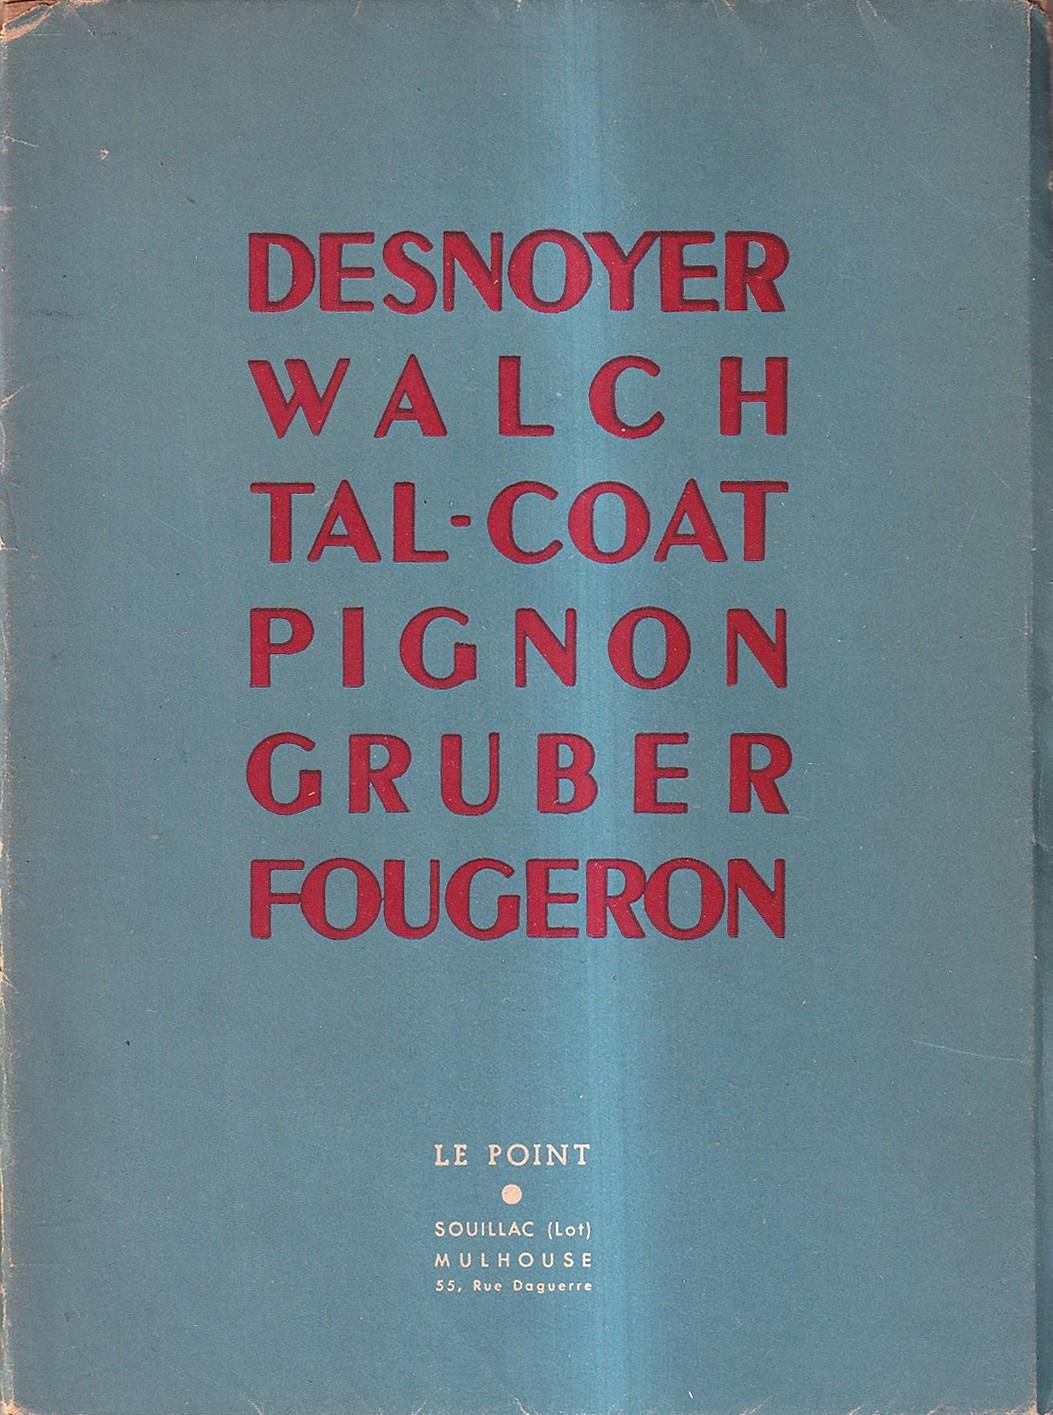 DESNOYER
WALCH
TAL-COAT
PIGNON
GRUBER
FOUGERON
LE POINT
SOUILLAC (Lot)
MULHOUSE
55, Rue Daguerre